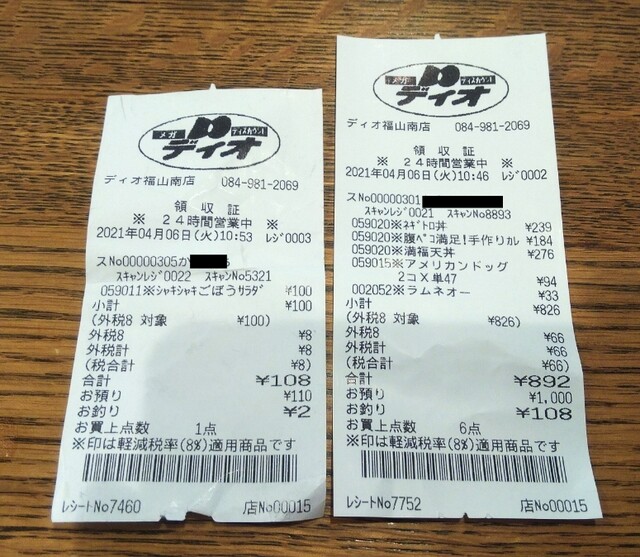 メガ
ディスカウント
ディオ
ディオ福山南店 084-981-2069
領収証
※ 24時間営業中 ※
2021年04月06日(火)10:53 レジ0003
スNo00000305か
スキャンレジ0022 スキャンNo5321
059011※シャキシャキごぼうサラダ ¥100
小計 ¥100
(外税8 対象 ¥100)
外税8 ¥8
外税計 ¥8
(税合計 ¥8)
合計 ¥108
お預り ¥110
お釣り ¥2
お買上点数 1点
※印は軽減税率(8%)適用商品です
レシートNo7460 店No00015
メガ
ディスカウント
ディオ
ディオ福山南店 084-981-2069
領収証
※ 24時間営業中 ※
2021年04月06日(火)10:46 レジ0002
スNo00000301
スキャンレジ0021 スキャンNo8893
059020※ネギトロ丼 ¥239
059020※腹ペコ満足!手作りカレ ¥184
059020※満福天丼 ¥276
059015※アメリカンドッグ
2コ×単47 ¥94
002052※ラムネオー ¥33
小計 ¥826
(外税8 対象 ¥826)
外税8 ¥66
外税計 ¥66
(税合計 ¥66)
合計 ¥892
お預り ¥1,000
お釣り ¥108
お買上点数 6点
※印は軽減税率(8%)適用商品です
レシートNo7752 店No00015